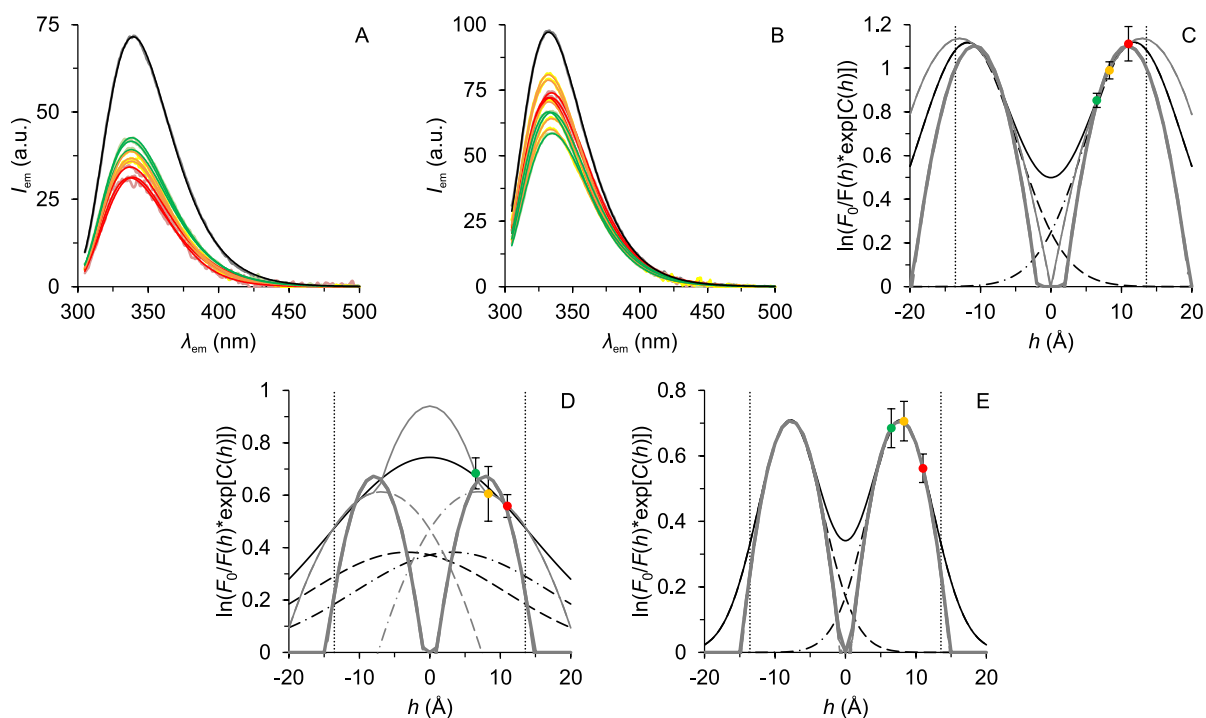 A
75
50
25
0
I_em (a.u.)
300 350 400 450 500
λ_em (nm)
B
100
75
50
25
0
I_em (a.u.)
300 350 400 450 500
λ_em (nm)
C
1.2
1
0.8
0.6
0.4
0.2
0
ln(F_0/F(h)*exp[C(h)])
-20 -10 0 10 20
h (Å)
D
1
0.8
0.6
0.4
0.2
0
ln(F_0/F(h)*exp[C(h)])
-20 -10 0 10 20
h (Å)
E
0.8
0.6
0.4
0.2
0
ln(F_0/F(h)*exp[C(h)])
-20 -10 0 10 20
h (Å)